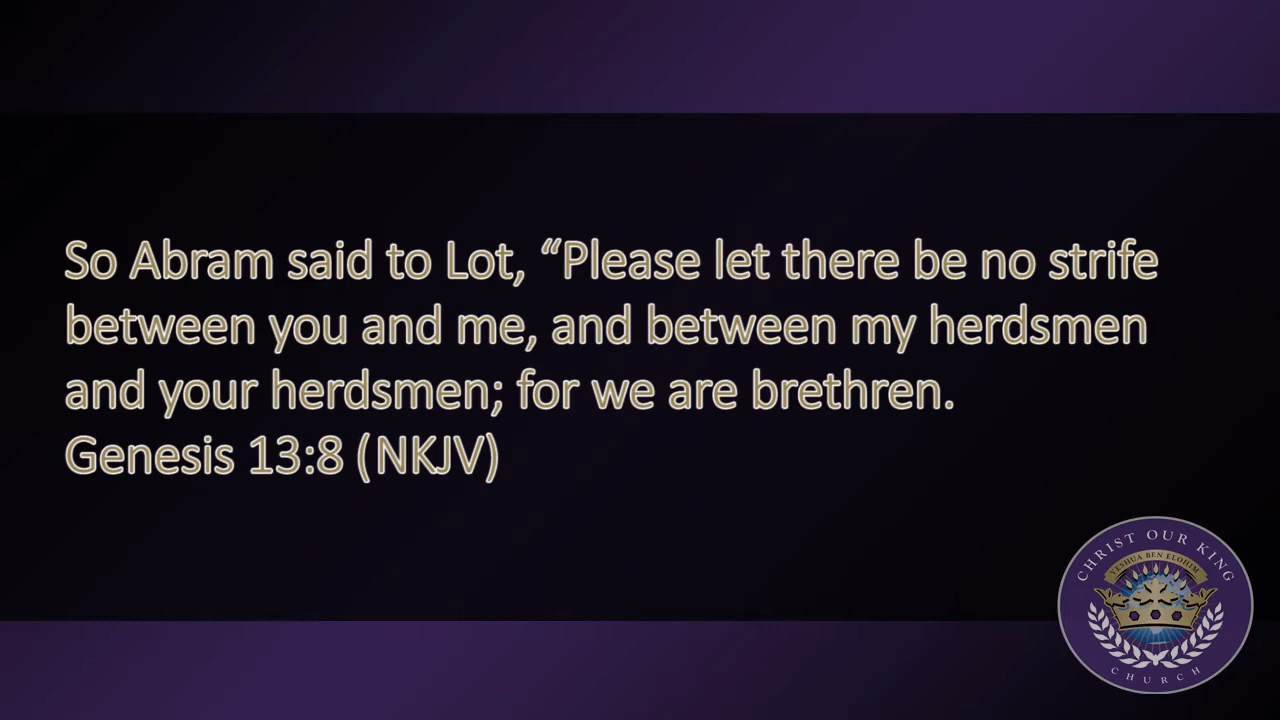 So Abram said to Lot, “Please let there be no strife
between you and me, and between my herdsmen
and your herdsmen; for we are brethren.
Genesis 13:8 (NKJV)
CHRIST OUR KING
YESHUA BEN ELOHIM
CHURCH